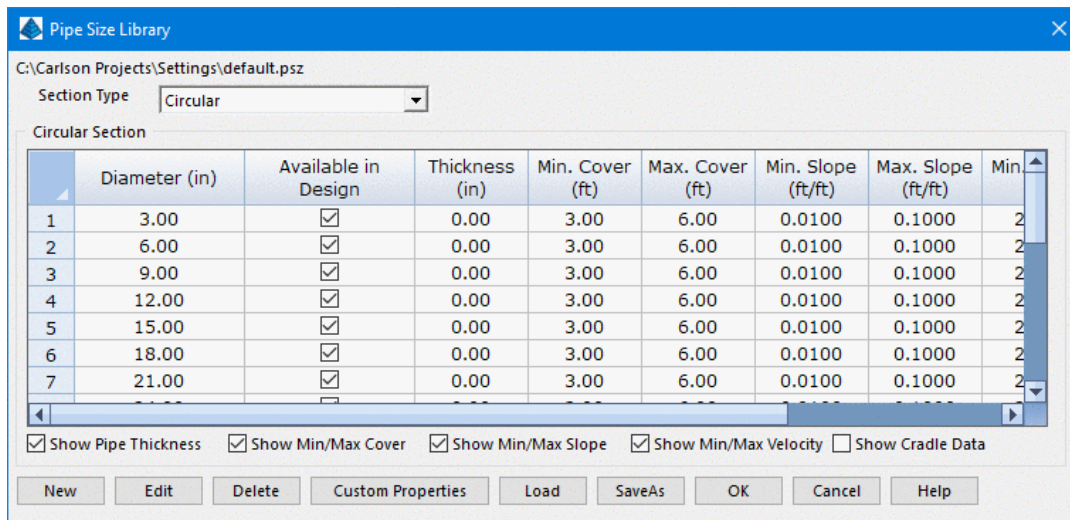 Pipe Size Library
C:\Carlson Projects\Settings\default.psz
Section Type Circular
Circular Section
Diameter (in) Available in Design Thickness (in) Min. Cover (ft) Max. Cover (ft) Min. Slope (ft/ft) Max. Slope (ft/ft) Min.
1 3.00 0.00 3.00 6.00 0.0100 0.1000 2
2 6.00 0.00 3.00 6.00 0.0100 0.1000 2
3 9.00 0.00 3.00 6.00 0.0100 0.1000 2
4 12.00 0.00 3.00 6.00 0.0100 0.1000 2
5 15.00 0.00 3.00 6.00 0.0100 0.1000 2
6 18.00 0.00 3.00 6.00 0.0100 0.1000 2
7 21.00 0.00 3.00 6.00 0.0100 0.1000 2
Show Pipe Thickness Show Min/Max Cover Show Min/Max Slope Show Min/Max Velocity Show Cradle Data
New Edit Delete Custom Properties Load SaveAs OK Cancel Help